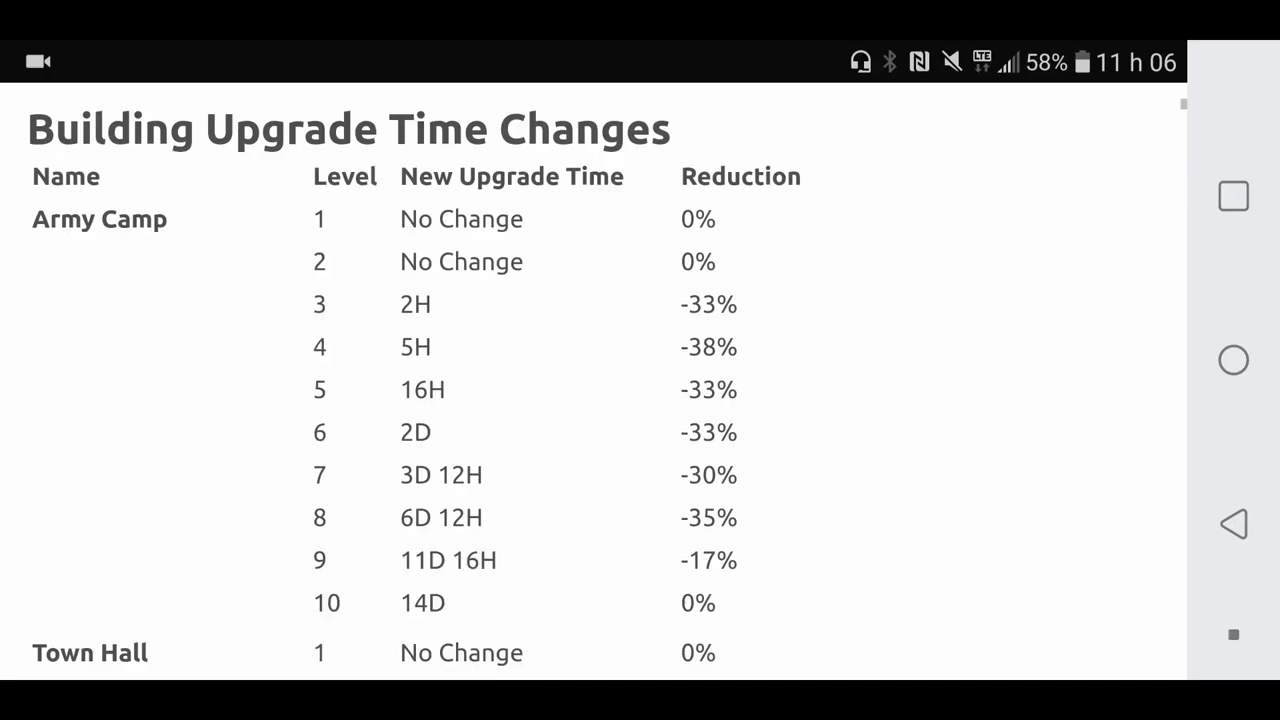 LTE 58% 11 h 06
Building Upgrade Time Changes
Name Level New Upgrade Time Reduction
Army Camp 1 No Change 0%
2 No Change 0%
3 2H -33%
4 5H -38%
5 16H -33%
6 2D -33%
7 3D 12H -30%
8 6D 12H -35%
9 11D 16H -17%
10 14D 0%
Town Hall 1 No Change 0%